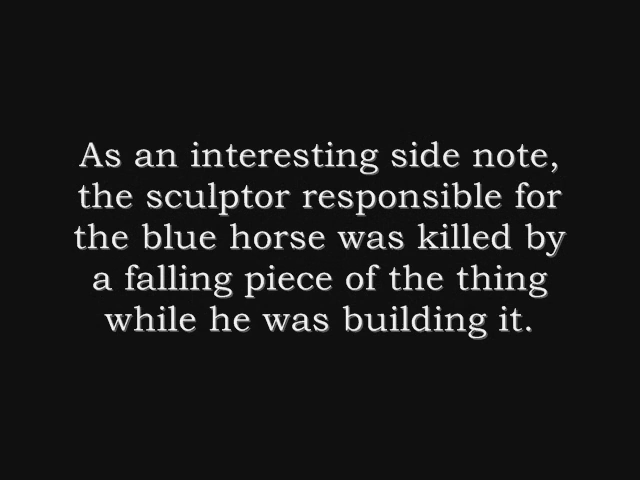 As an interesting side note,
the sculptor responsible for
the blue horse was killed by
a falling piece of the thing
while he was building it.